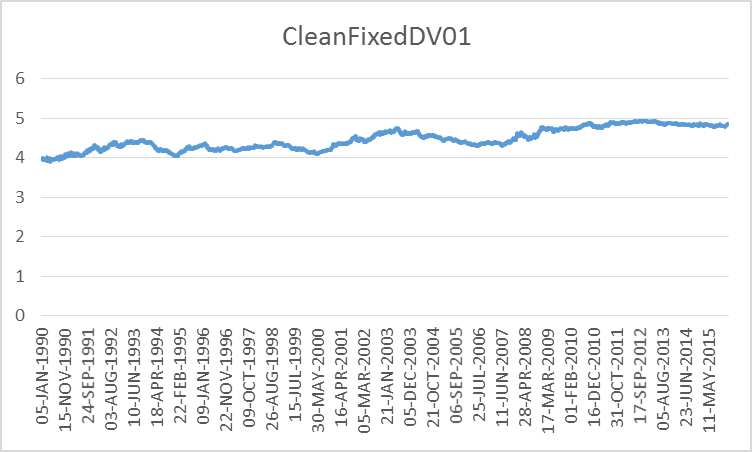 CleanFixedDV01
6
5
4
3
2
1
0
05-JAN-1990
15-NOV-1990
24-SEP-1991
03-AUG-1992
10-JUN-1993
18-APR-1994
22-FEB-1995
09-JAN-1996
22-NOV-1996
09-OCT-1997
26-AUG-1998
15-JUL-1999
30-MAY-2000
16-APR-2001
05-MAR-2002
21-JAN-2003
05-DEC-2003
21-OCT-2004
06-SEP-2005
25-JUL-2006
11-JUN-2007
28-APR-2008
17-MAR-2009
01-FEB-2010
16-DEC-2010
31-OCT-2011
17-SEP-2012
05-AUG-2013
23-JUN-2014
11-MAY-2015